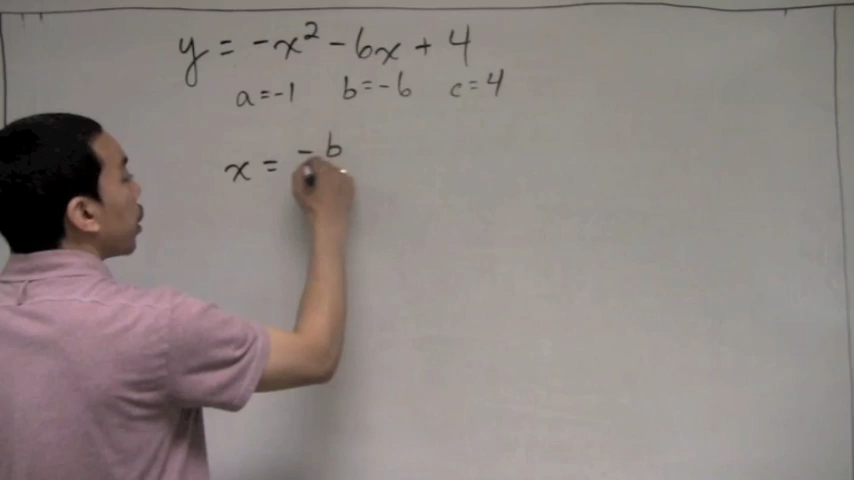 y = -x² - 6x + 4
a = -1 b = -6 c = 4
x = -b